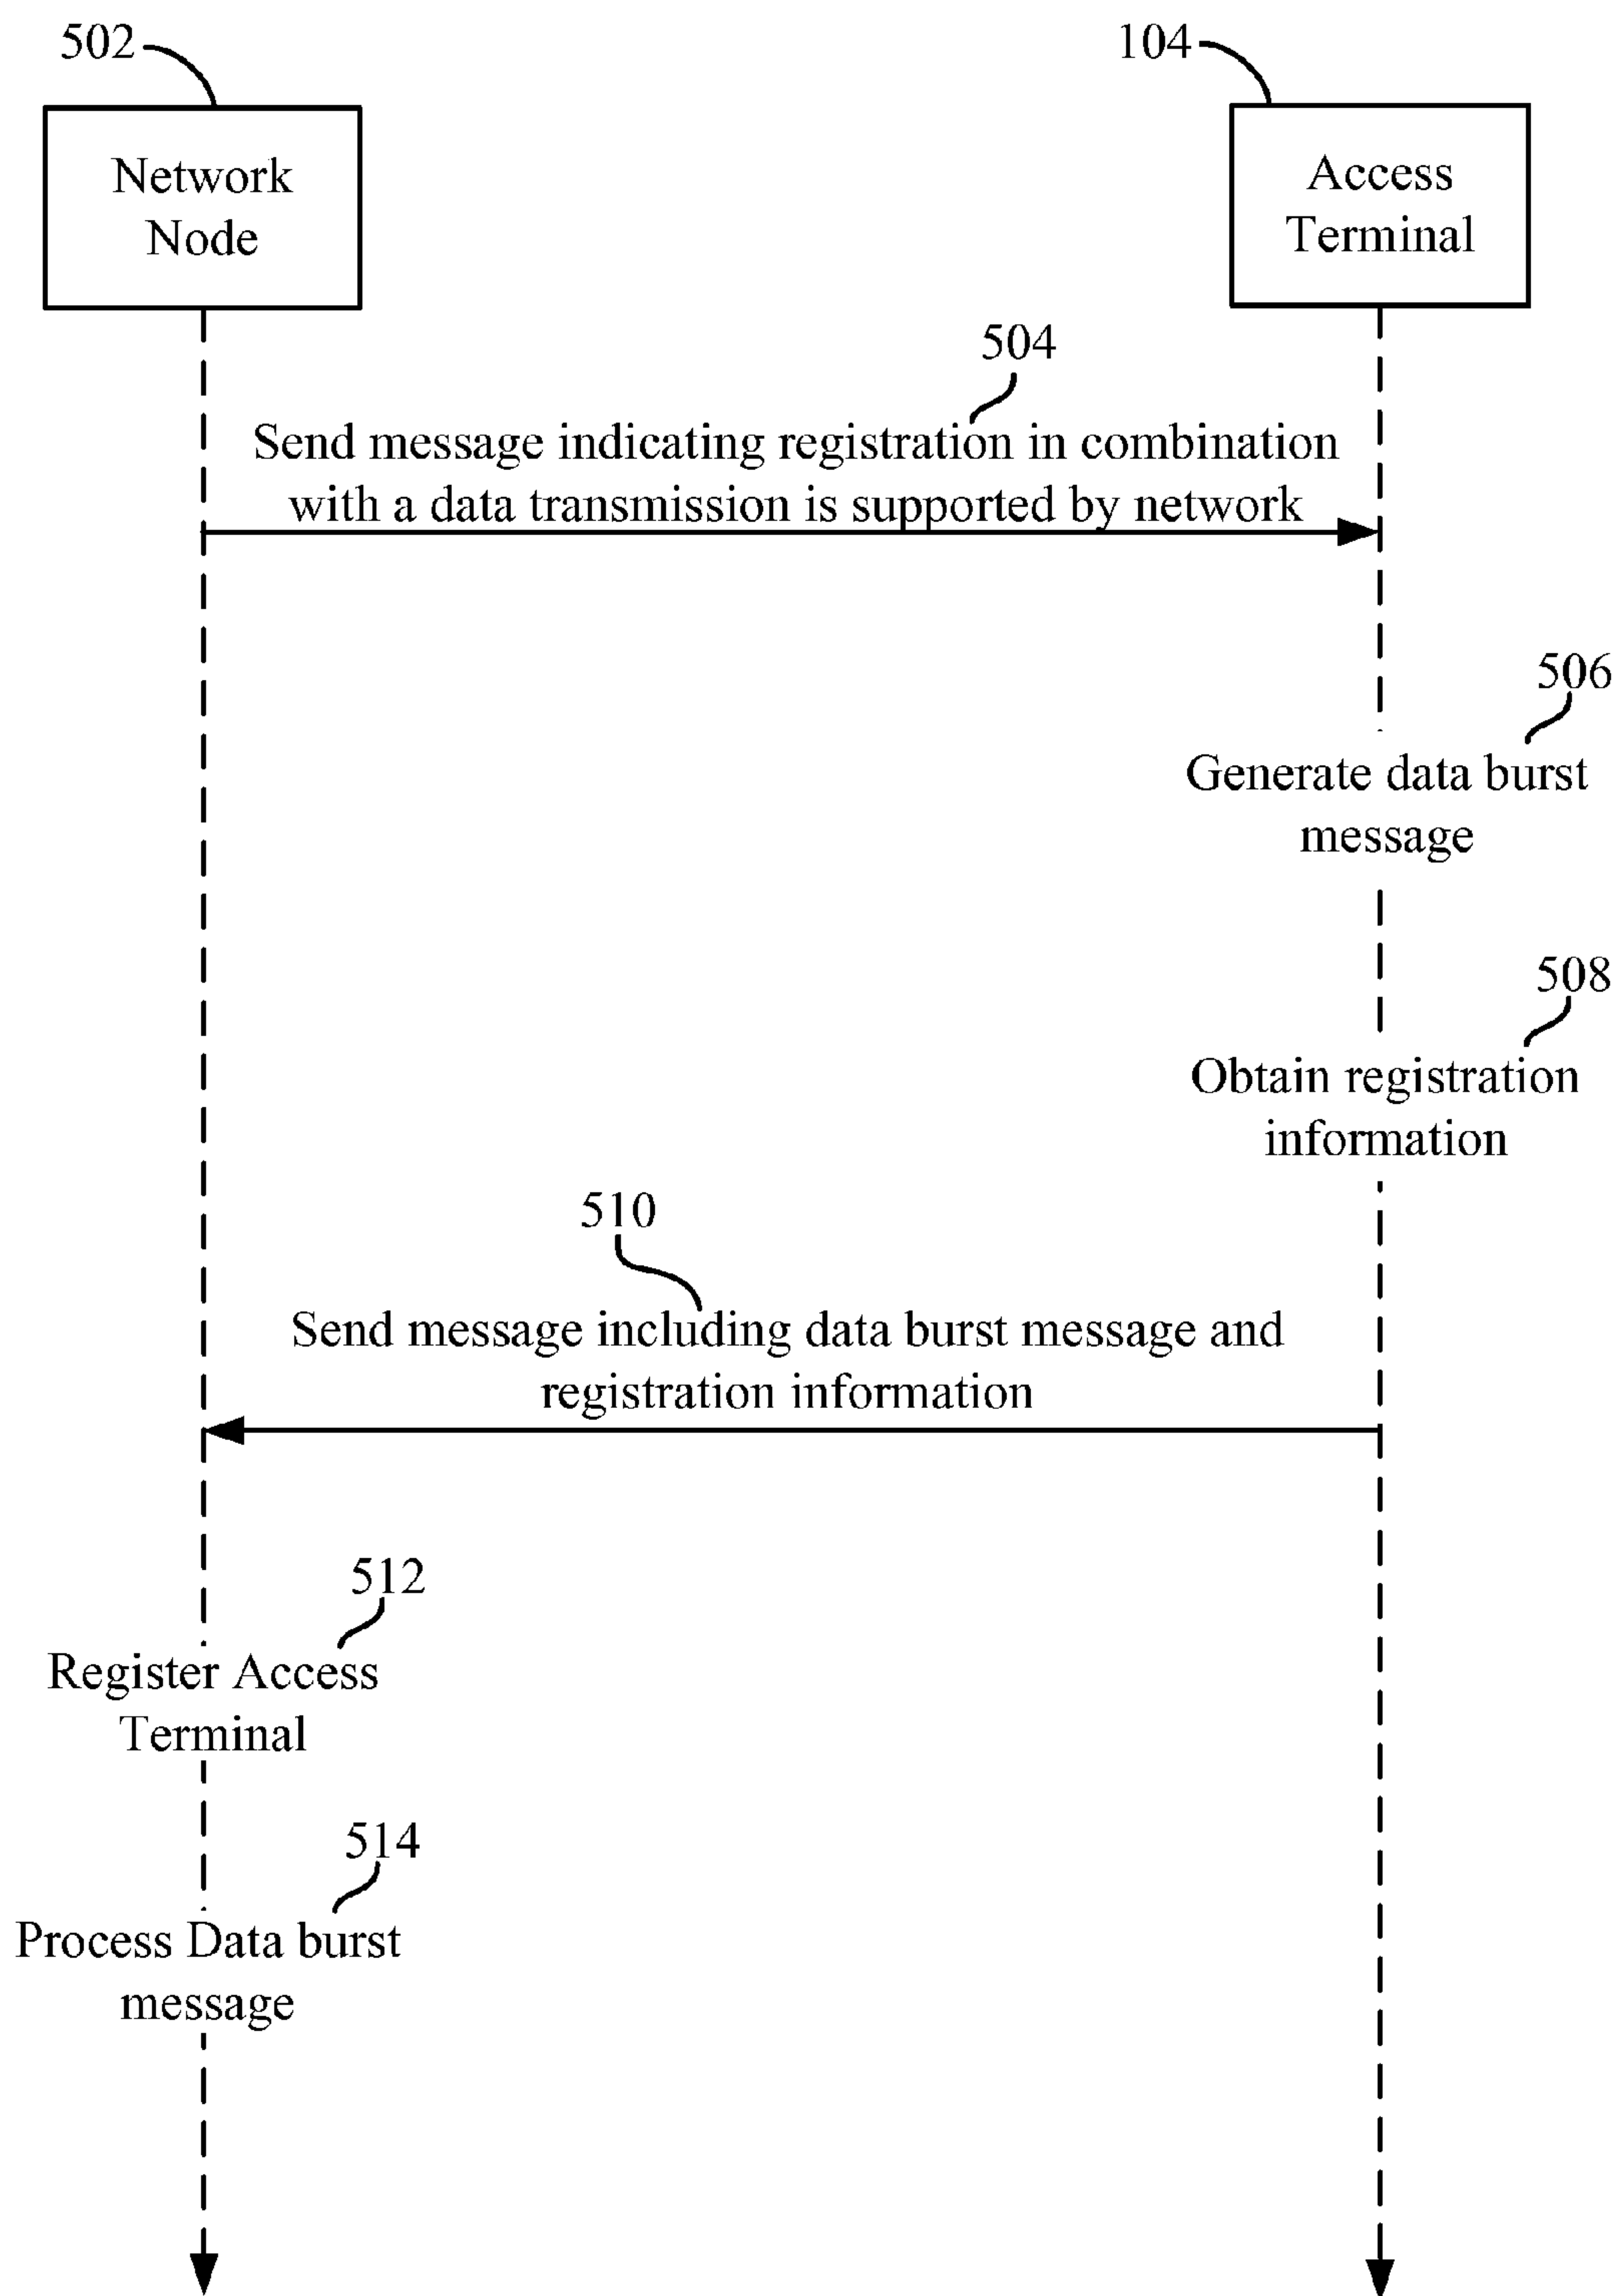 502
104
Network
Node
Access
Terminal
504
Send message indicating registration in combination
with a data transmission is supported by network
506
Generate data burst
message
508
Obtain registration
information
510
Send message including data burst message and
registration information
512
Register Access
Terminal
514
Process Data burst
message